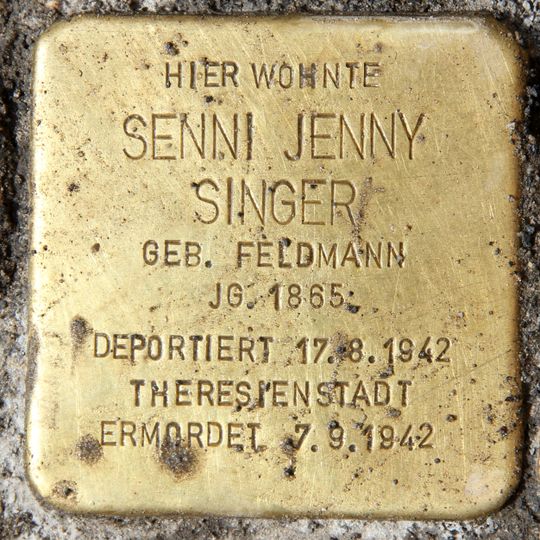 HIER WOHNTE
SENNI JENNY
SINGER
GEB. FELDMANN
JG. 1865
DEPORTIERT 17.8.1942
THERESIENSTADT
ERMORDET 7.9.1942